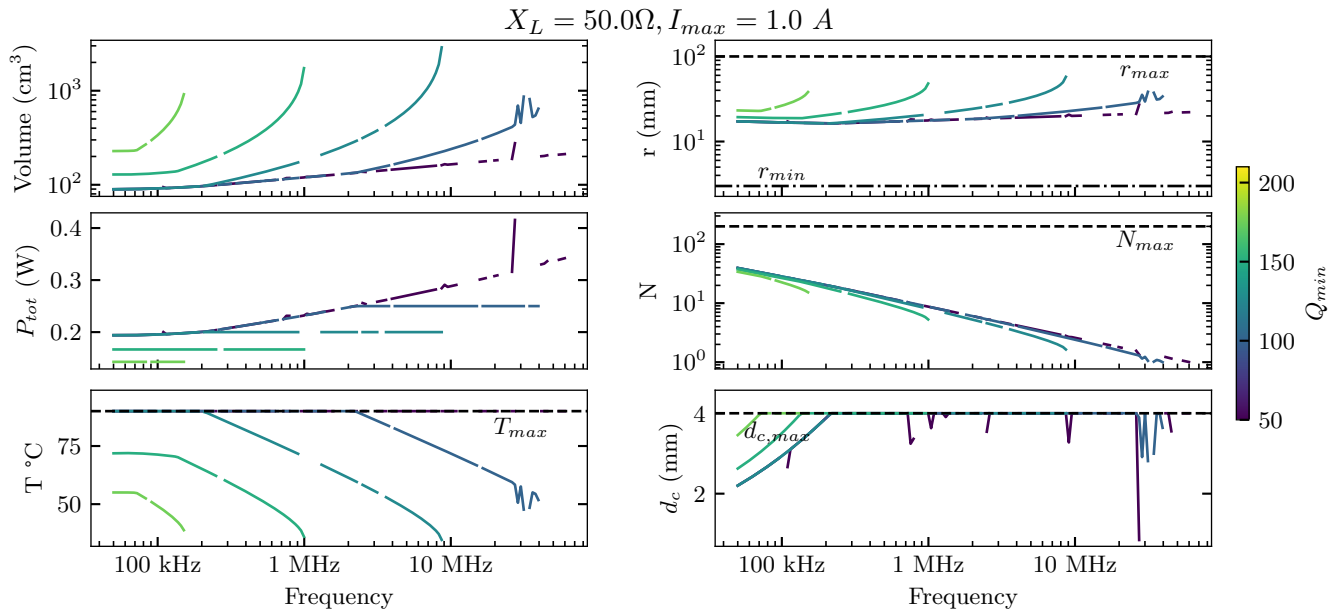 X_L = 50.0Ω, I_max = 1.0 A
Volume (cm³)
10³
10²
r (mm)
10²
10¹
r_max
r_min
P_tot (W)
0.4
0.3
0.2
N
10²
10¹
10⁰
N_max
T °C
75
50
T_max
100 kHz
1 MHz
10 MHz
Frequency
d_c (mm)
4
2
d_c,max
100 kHz
1 MHz
10 MHz
Frequency
200
150
100
50
Q_min